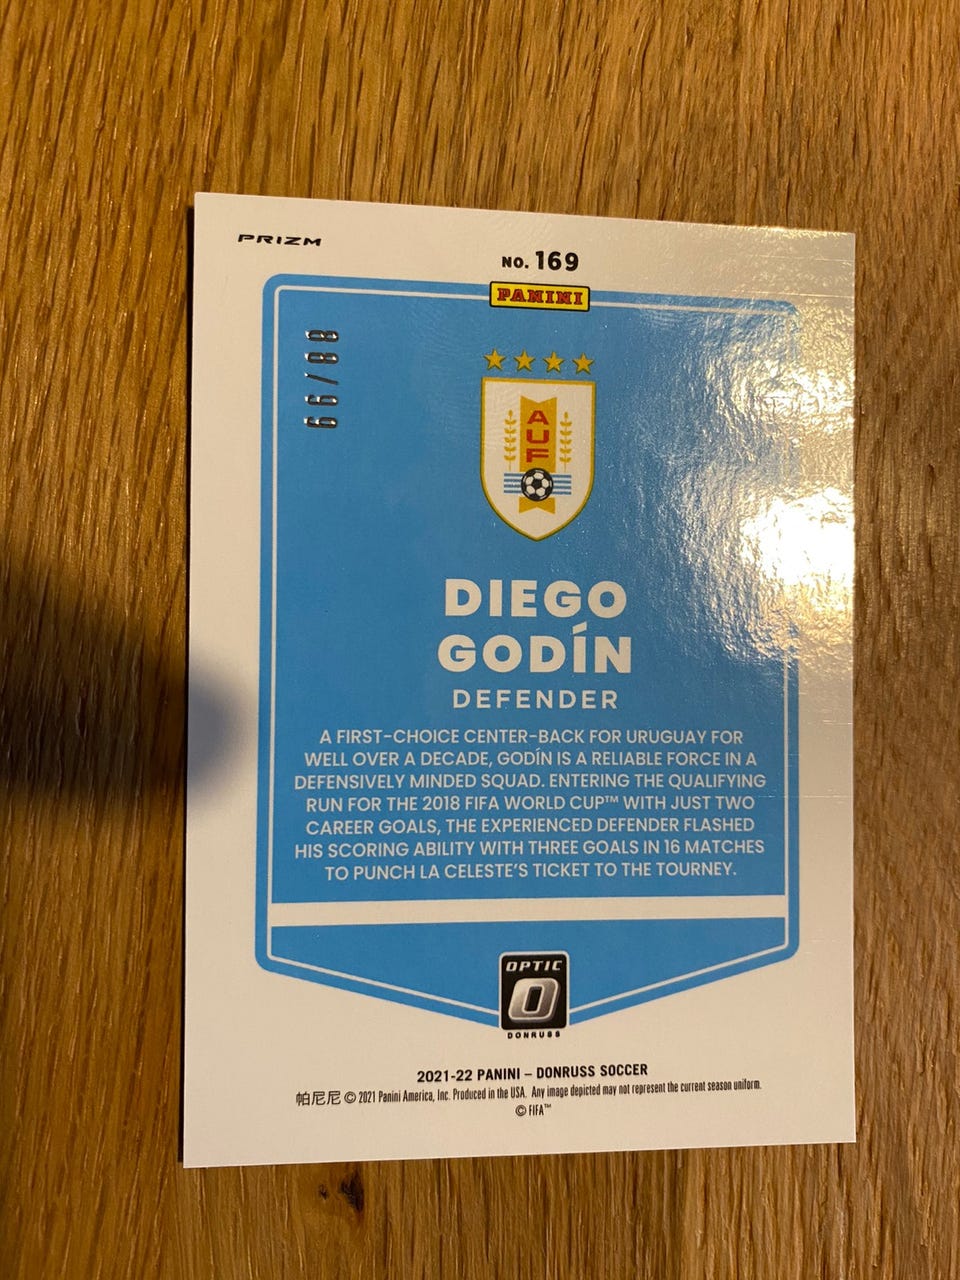 PRIZM
NO. 169
PANINI
AUF
DIEGO
GODÍN
DEFENDER
A FIRST-CHOICE CENTER-BACK FOR URUGUAY FOR
WELL OVER A DECADE, GODÍN IS A RELIABLE FORCE IN A
DEFENSIVELY MINDED SQUAD. ENTERING THE QUALIFYING
RUN FOR THE 2018 FIFA WORLD CUP™ WITH JUST TWO
CAREER GOALS, THE EXPERIENCED DEFENDER FLASHED
HIS SCORING ABILITY WITH THREE GOALS IN 16 MATCHES
TO PUNCH LA CELESTE'S TICKET TO THE TOURNEY.
OPTIC
O
DONRUSS
2021-22 PANINI – DONRUSS SOCCER
帕尼尼 © 2021 Panini America, Inc. Produced in the USA. Any image depicted may not represent the current season uniform.
© FIFA™